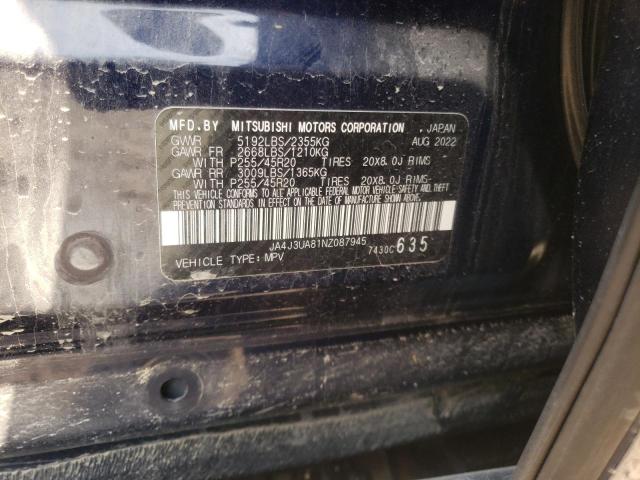 MFD.BY MITSUBISHI MOTORS CORPORATION, JAPAN
GVWR 5192LBS/2355KG AUG 2022
GAWR FR 2668LBS/1210KG
WITH P255/45R20 TIRES 20X8.0J RIMS
GAWR RR 3009LBS/1365KG
WITH P255/45R20 TIRES 20X8.0J RIMS
THIS VEHICLE CONFORMS TO ALL APPLICABLE FEDERAL MOTOR VEHICLE SAFETY AND THEFT
PREVENTION STANDARDS IN EFFECT ON THE DATE OF MANUFACTURE SHOWN ABOVE.
JA4J3UA81NZ087945 7430C635
VEHICLE TYPE: MPV